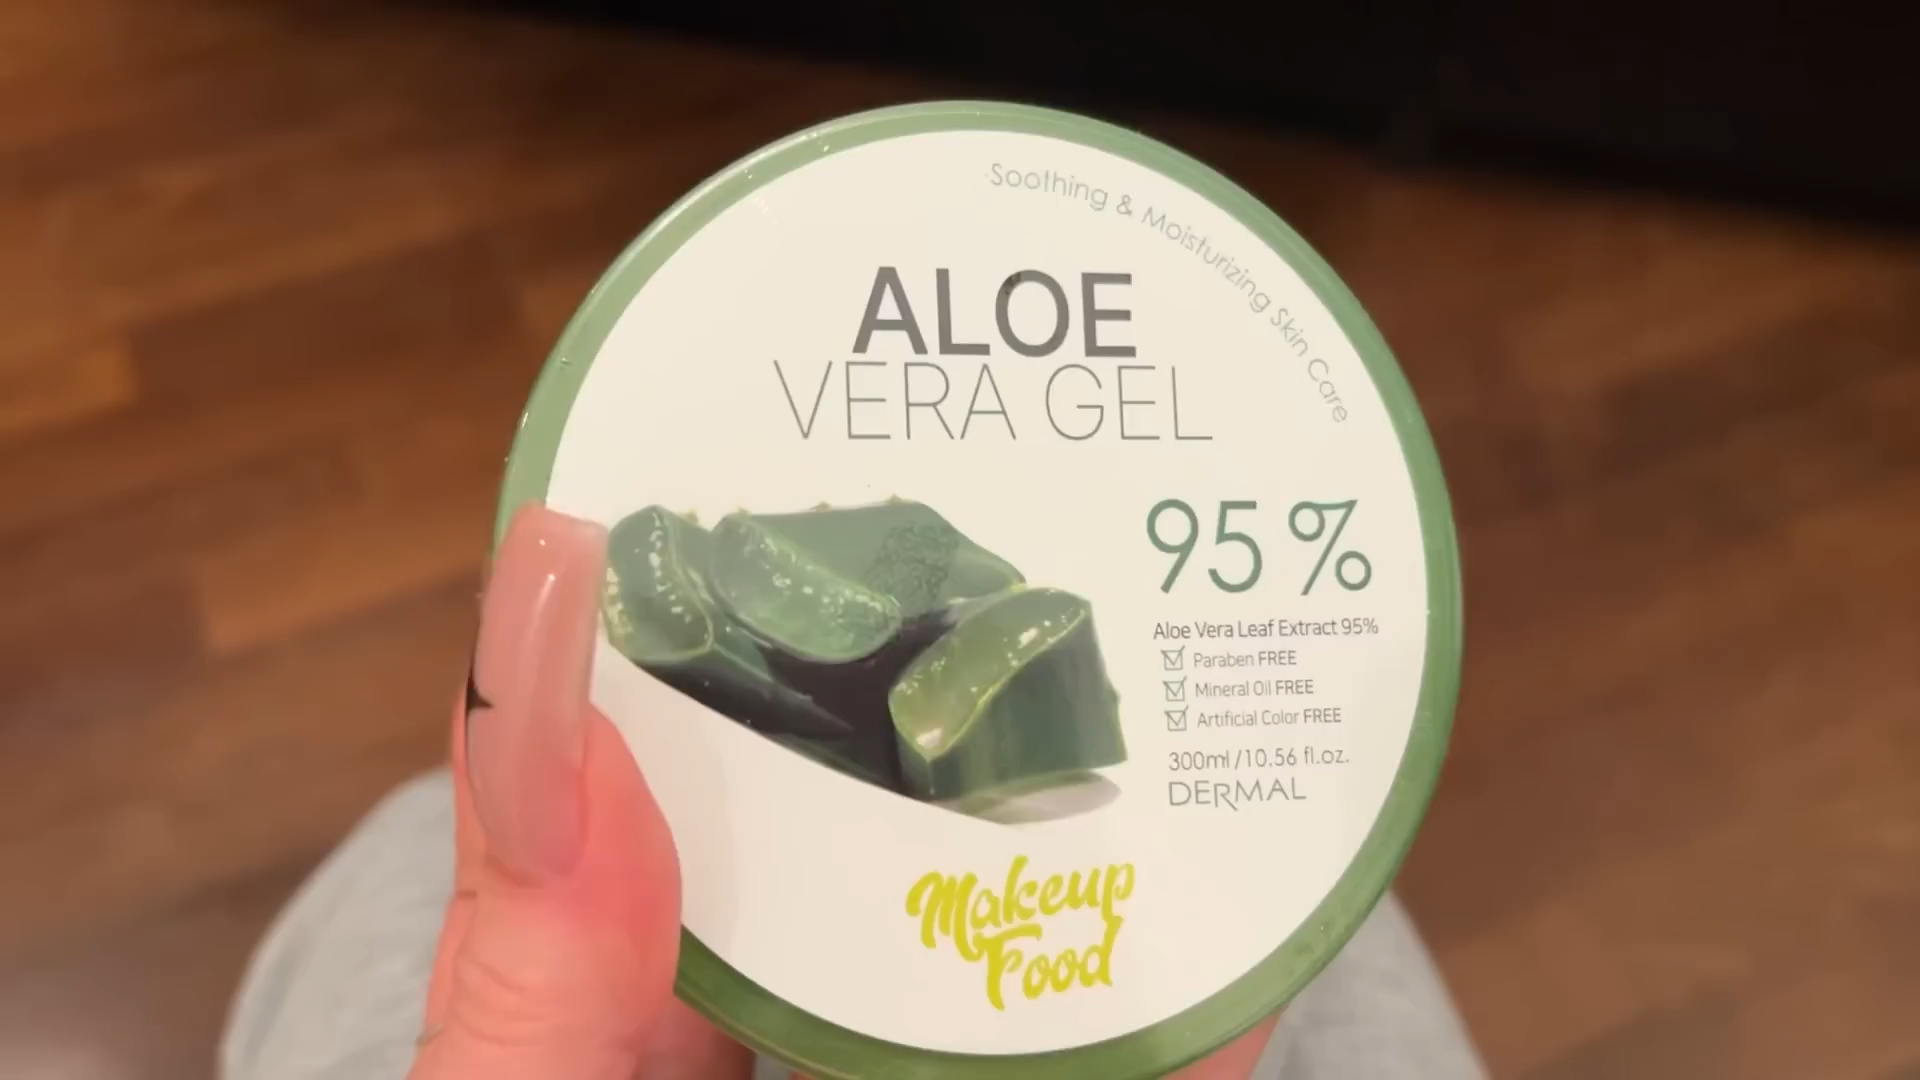 Soothing & Moisturizing Skin Care
ALOE
VERA GEL
95%
Aloe Vera Leaf Extract 95%
Paraben FREE
Mineral Oil FREE
Artificial Color FREE
300ml/10.56 fl.oz.
DERMAL
Makeup
Food